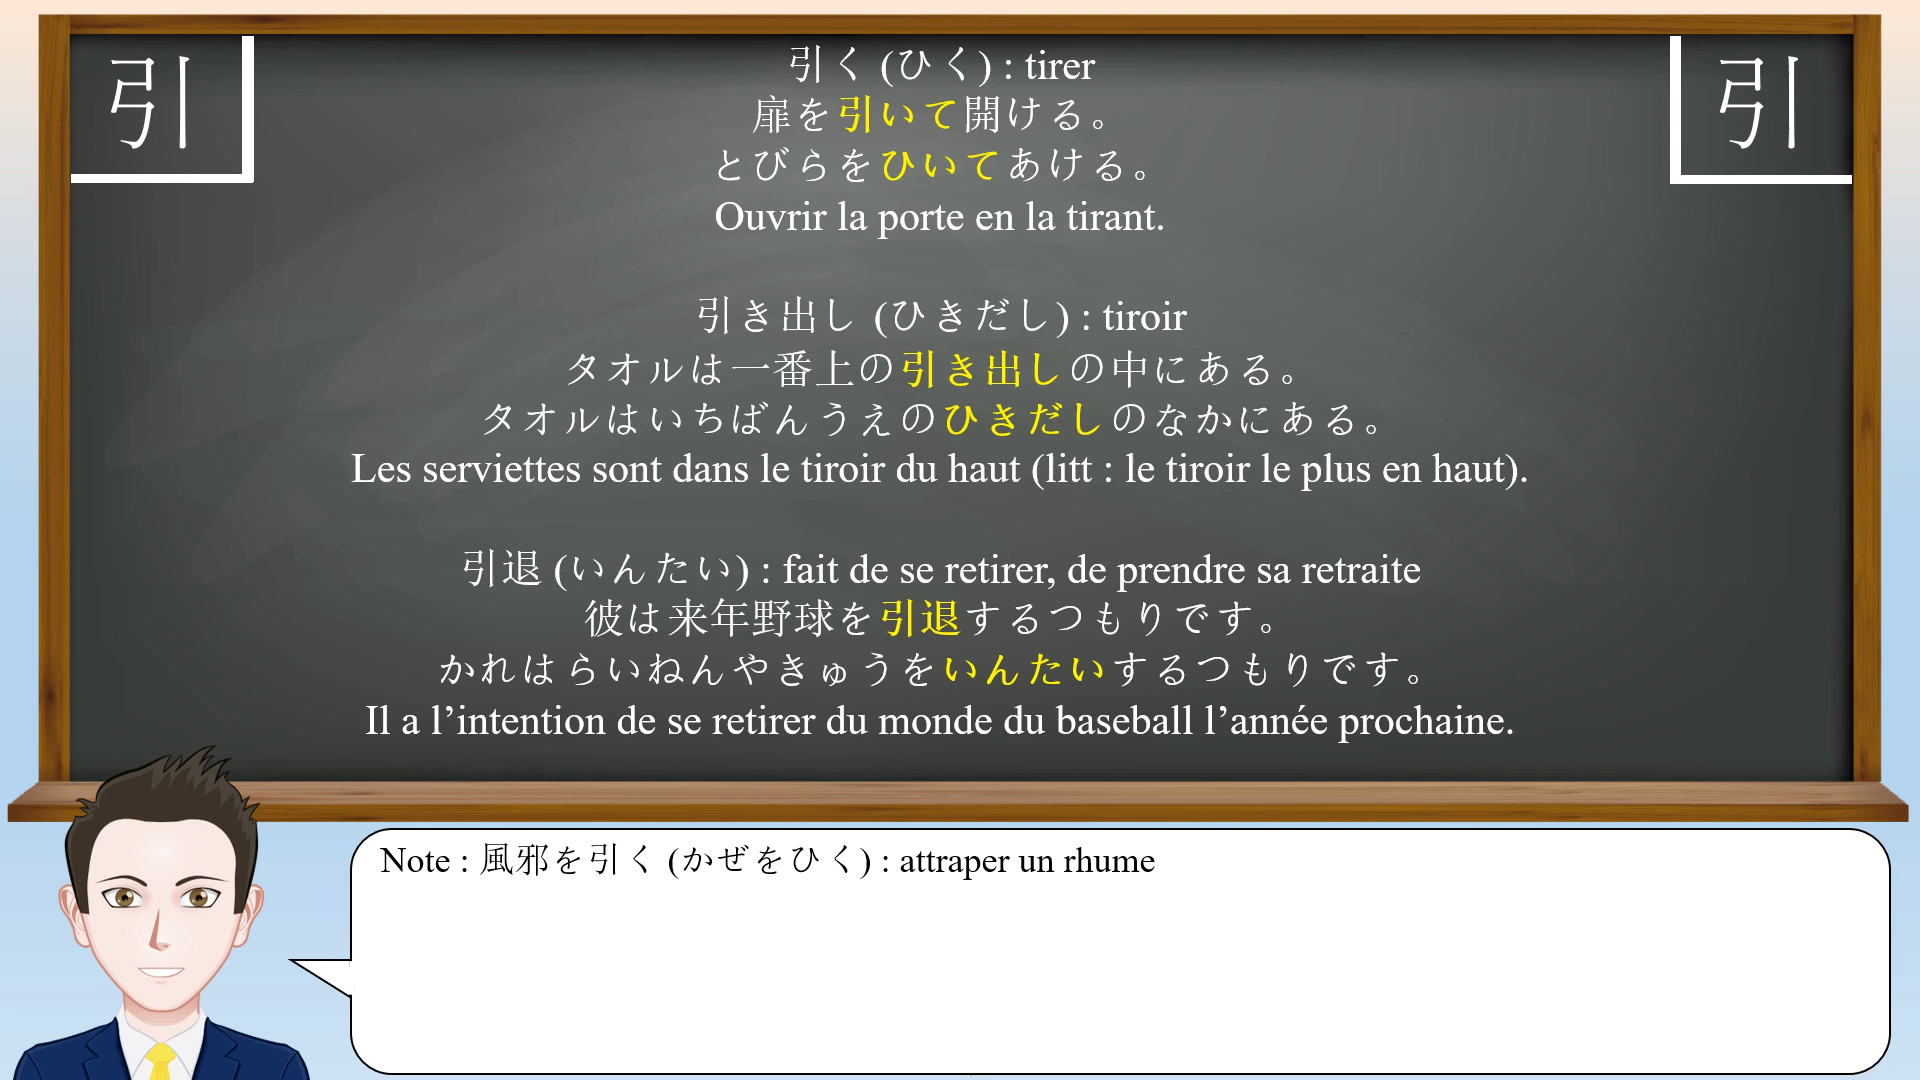 引
引
引く (ひく) : tirer
扉を引いて開ける。
とびらをひいてあける。
Ouvrir la porte en la tirant.
引き出し (ひきだし) : tiroir
タオルは一番上の引き出しの中にある。
タオルはいちばんうえのひきだしのなかにある。
Les serviettes sont dans le tiroir du haut (litt : le tiroir le plus en haut).
引退 (いんたい) : fait de se retirer, de prendre sa retraite
彼は来年野球を引退するつもりです。
かれはらいねんやきゅうをいんたいするつもりです。
Il a l’intention de se retirer du monde du baseball l’année prochaine.
Note : 風邪を引く (かぜをひく) : attraper un rhume